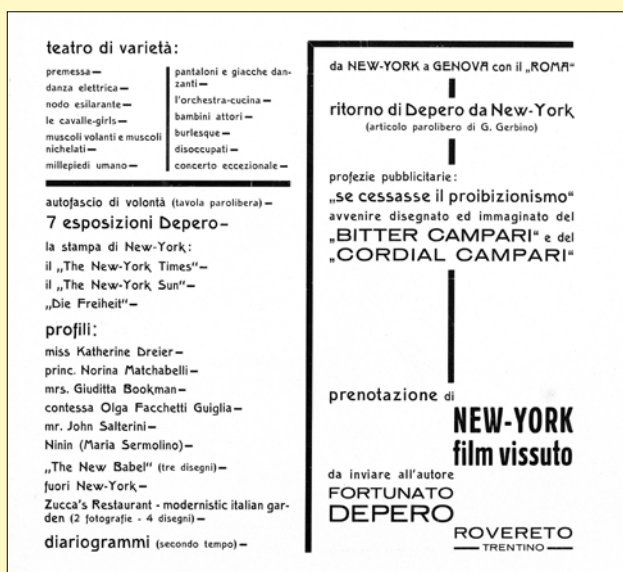 teatro di varietà:
premessa—
danza elettrica—
nodo esilarante—
le cavalle-girls—
muscoli volanti e muscoli
nichelati—
millepiedi umano—
pantaloni e giacche dan-
zanti—
l'orchestra-cucina—
bambini attori—
burlesque—
disoccupati—
concerto eccezionale—
autofascio di volontà (tavola parolibera)—
7 esposizioni Depero—
la stampa di New-York:
il „The New-York Times“—
il „The New-York Sun“—
„Die Freiheit“—
profili:
miss Katherine Dreier—
princ. Norina Matchabelli—
mrs. Giuditta Bookman—
contessa Olga Facchetti Guiglia—
mr. John Salterini—
Ninin (Maria Sermolino)—
„The New Babel“ (tre disegni)—
fuori New-York—
Zucca's Restaurant - modernistic italian gar-
den (2 fotografie - 4 disegni)—
diariogrammi (secondo tempo)—
da NEW-YORK a GENOVA con il „ROMA“
ritorno di Depero da New-York
(articolo parolibero di G. Gerbino)
profezie pubblicitarie:
„se cessasse il proibizionismo“
avvenire disegnato ed immaginato del
„BITTER CAMPARI“ e del
„CORDIAL CAMPARI“
prenotazione di
NEW-YORK
film vissuto
da inviare all'autore
FORTUNATO
DEPERO
ROVERETO
— TRENTINO —